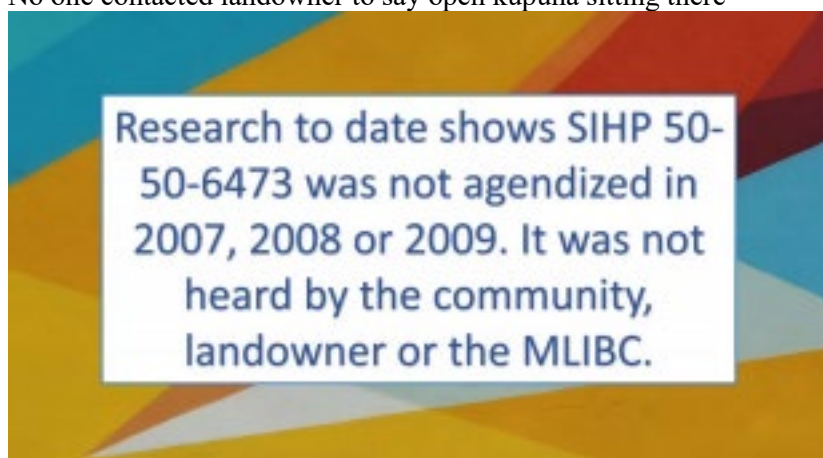 No one contacted landowner to say open kupuna sitting there
Research to date shows SIHP 50-
50-6473 was not agendized in
2007, 2008 or 2009. It was not
heard by the community,
landowner or the MLIBC.